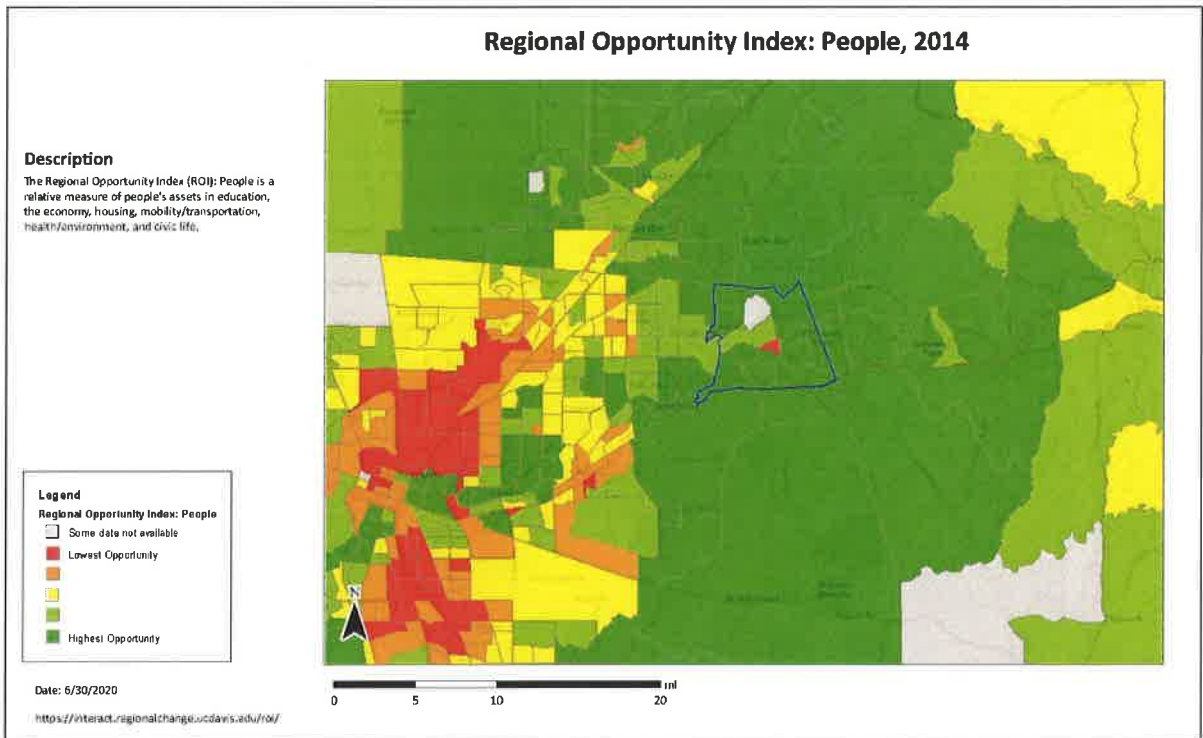 Regional Opportunity Index: People, 2014
Description
The Regional Opportunity Index (ROI): People is a
relative measure of people's assets in education,
the economy, housing, mobility/transportation,
health/environment, and civic life.
Legend
Regional Opportunity Index: People
Some data not available
Lowest Opportunity
Highest Opportunity
N
Date: 6/30/2020
https://interact.regionalchange.ucdavis.edu/roi/
0 5 10 20 mi